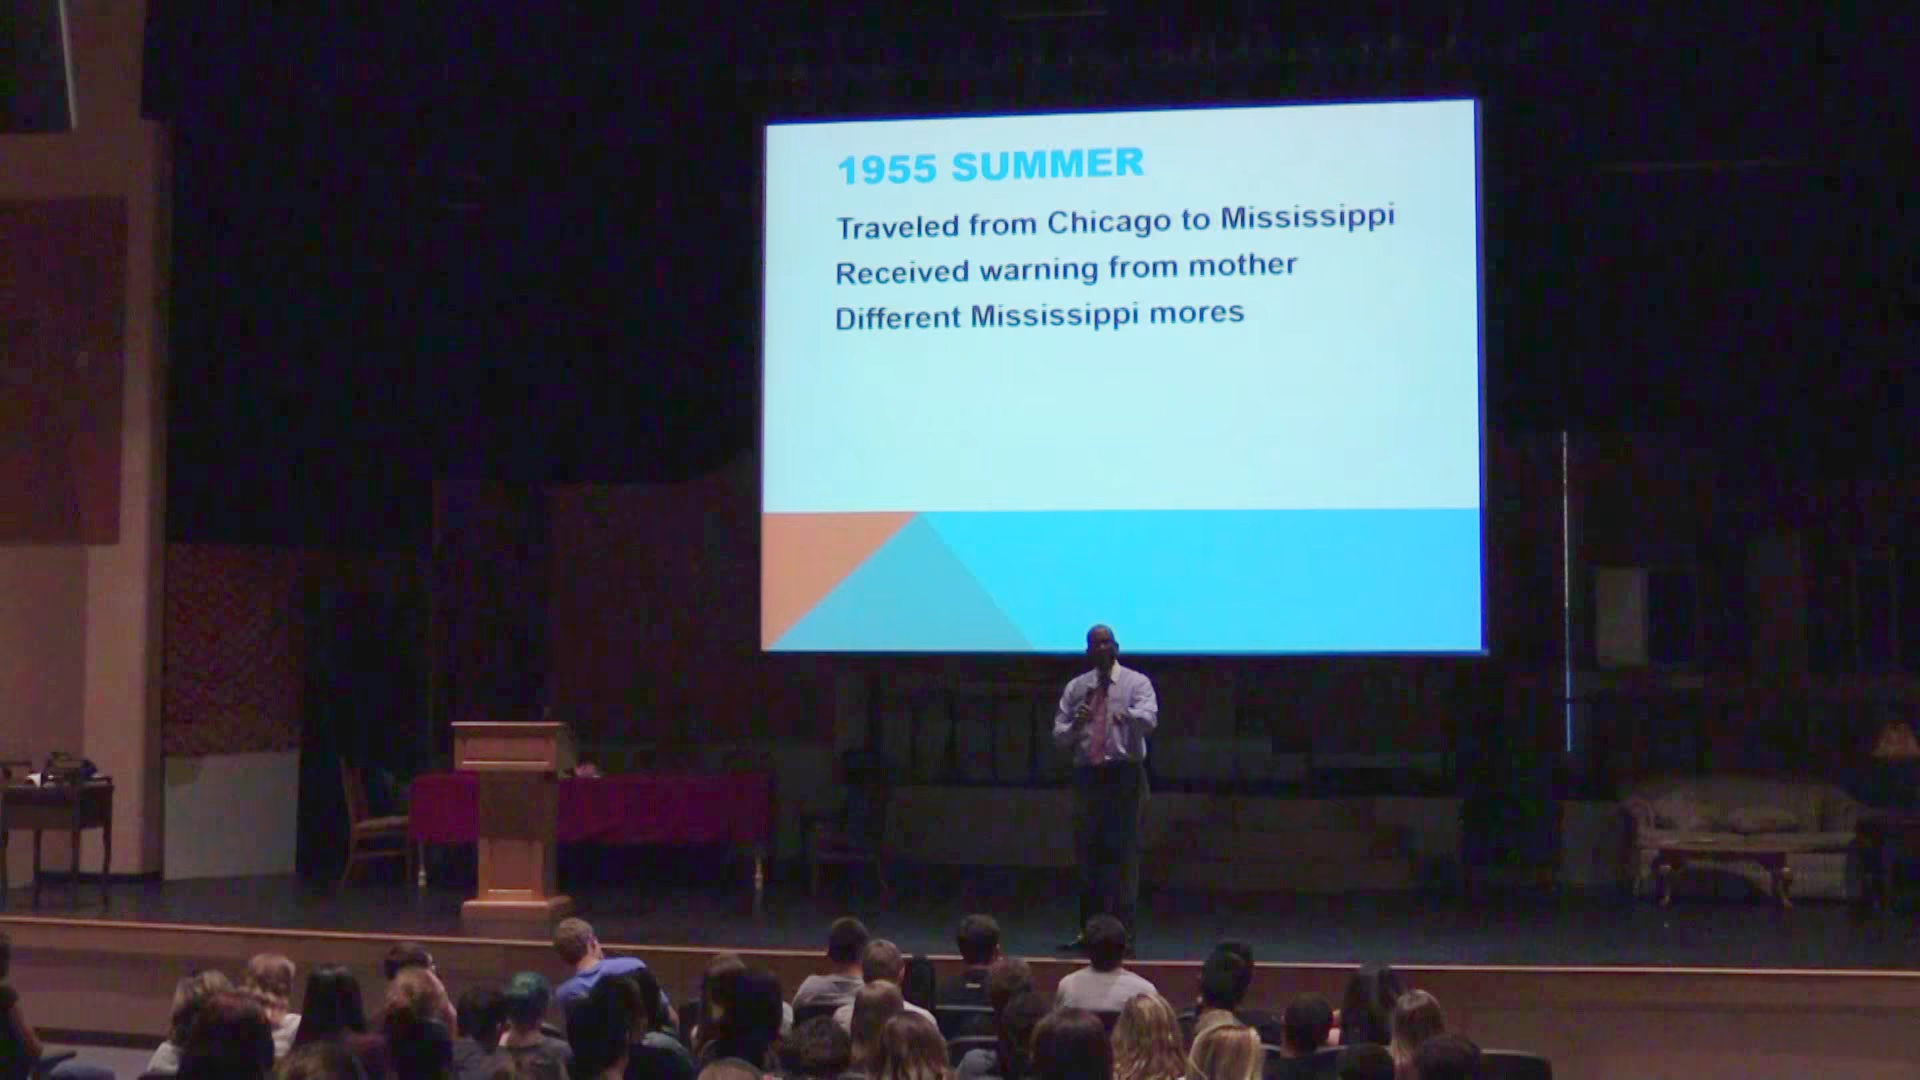 1955 SUMMER
Traveled from Chicago to Mississippi
Received warning from mother
Different Mississippi mores